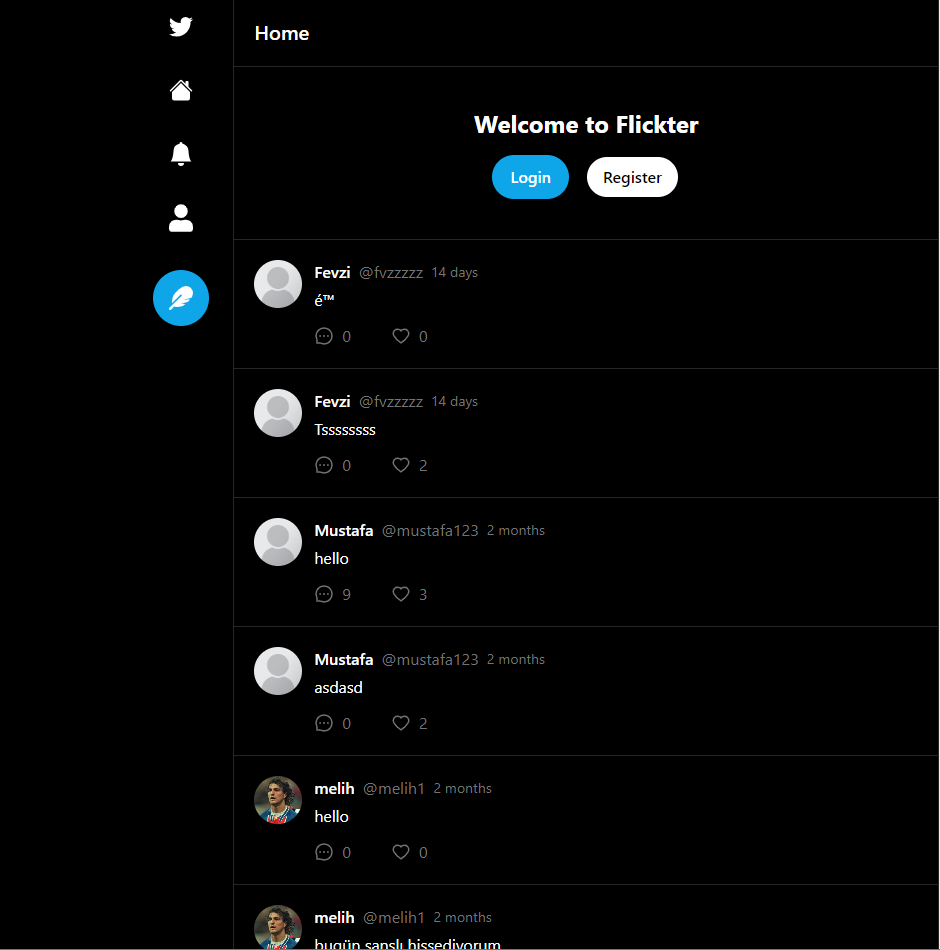 Home
Welcome to Flickter
Login Register
Fevzi @fvzzzzz 14 days
é™
0 0
Fevzi @fvzzzzz 14 days
Tssssssss
0 2
Mustafa @mustafa123 2 months
hello
9 3
Mustafa @mustafa123 2 months
asdasd
0 2
melih @melih1 2 months
hello
0 0
melih @melih1 2 months
bugün şanslı hissediyorum